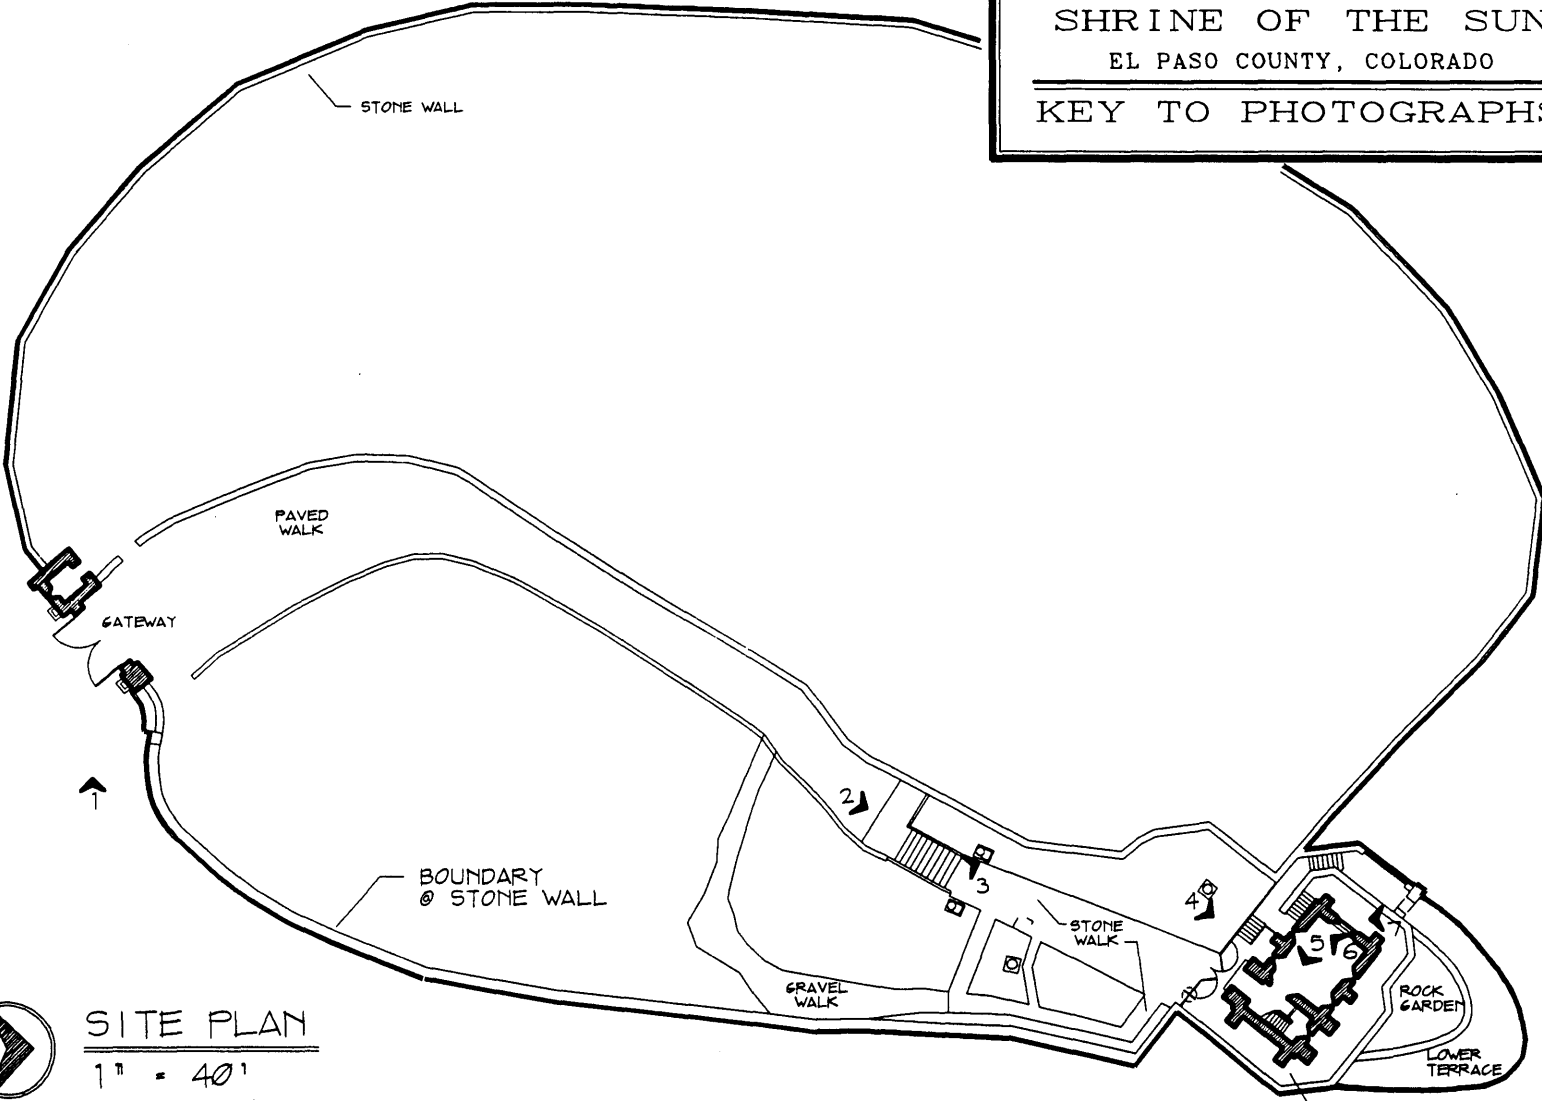 SHRINE OF THE SUN
EL PASO COUNTY, COLORADO
KEY TO PHOTOGRAPHS
STONE WALL
PAVED
WALK
GATEWAY
1
2
3
4
5
6
7
BOUNDARY
@ STONE WALL
STONE
WALK
GRAVEL
WALK
ROCK
GARDEN
LOWER
TERRACE
SITE PLAN
1" = 40'